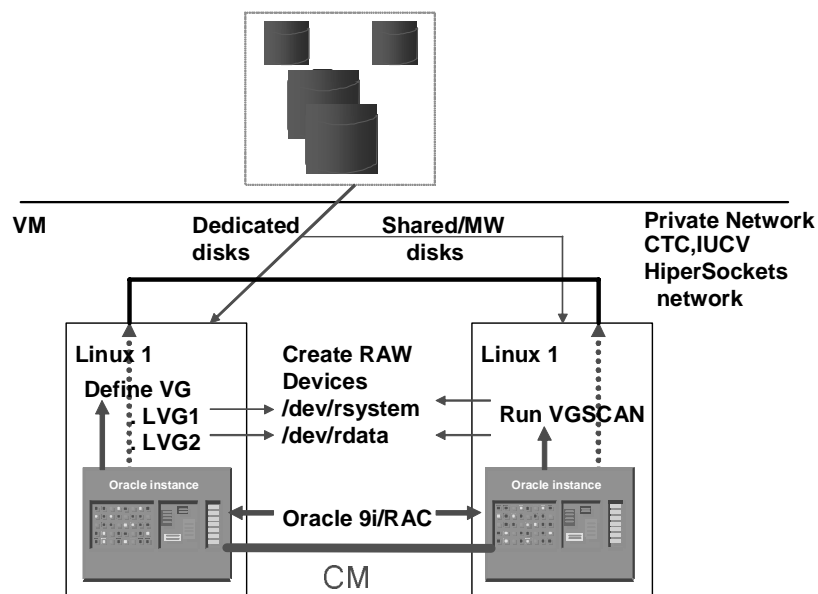 VM
Dedicated
disks
Shared/MW
disks
Private Network
CTC,IUCV
HiperSockets
network
Linux 1
Define VG
. LVG1
. LVG2
Create RAW
Devices
/dev/rsystem
/dev/rdata
Linux 1
Run VGSCAN
Oracle instance
Oracle 9i/RAC
Oracle instance
CM